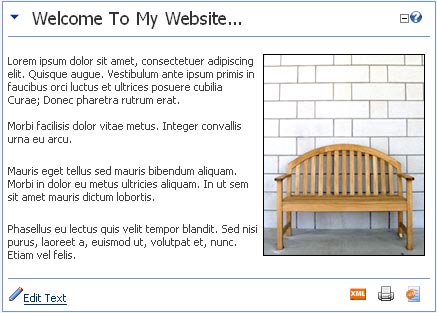 Welcome To My Website...
Lorem ipsum dolor sit amet, consectetuer adipiscing
elit. Quisque augue. Vestibulum ante ipsum primis in
faucibus orci luctus et ultrices posuere cubilia
Curae; Donec pharetra rutrum erat.
Morbi facilisis dolor vitae metus. Integer convallis
urna eu arcu.
Mauris eget tellus sed mauris bibendum aliquam.
Morbi in dolor eu metus ultricies aliquam. In ut sem
sit amet mauris dictum lobortis.
Phasellus eu lectus quis velit tempor blandit. Sed nisi
purus, laoreet a, euismod ut, volutpat et, nunc.
Etiam vel felis.
Edit Text
XML